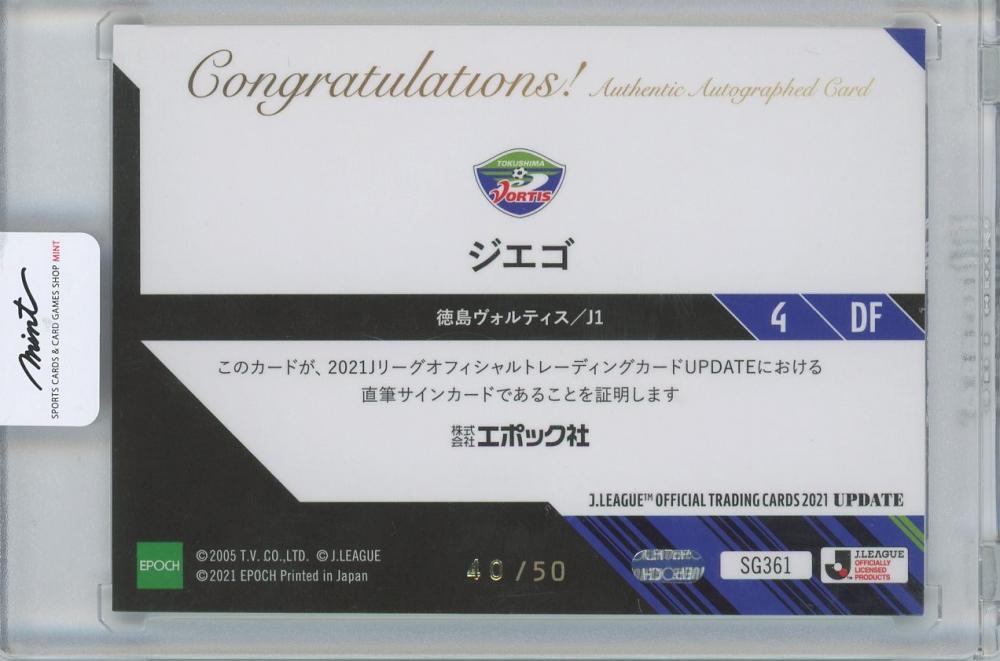 Congratulations! Authentic Autographed Card
TOKUSHIMA
VORTIS
ジエゴ
徳島ヴォルティス/J1
4
DF
このカードが、2021JリーグオフィシャルトレーディングカードUPDATEにおける
直筆サインカードであることを証明します
株式会社エポック社
J.LEAGUE™ OFFICIAL TRADING CARDS 2021 UPDATE
EPOCH
©2005 T.V. CO.,LTD. ©J.LEAGUE
©2021 EPOCH Printed in Japan
40/50
SG361
J.LEAGUE
OFFICIALLY
LICENSED
PRODUCTS
mint
SPORTS CARDS & CARD GAMES SHOP MINT